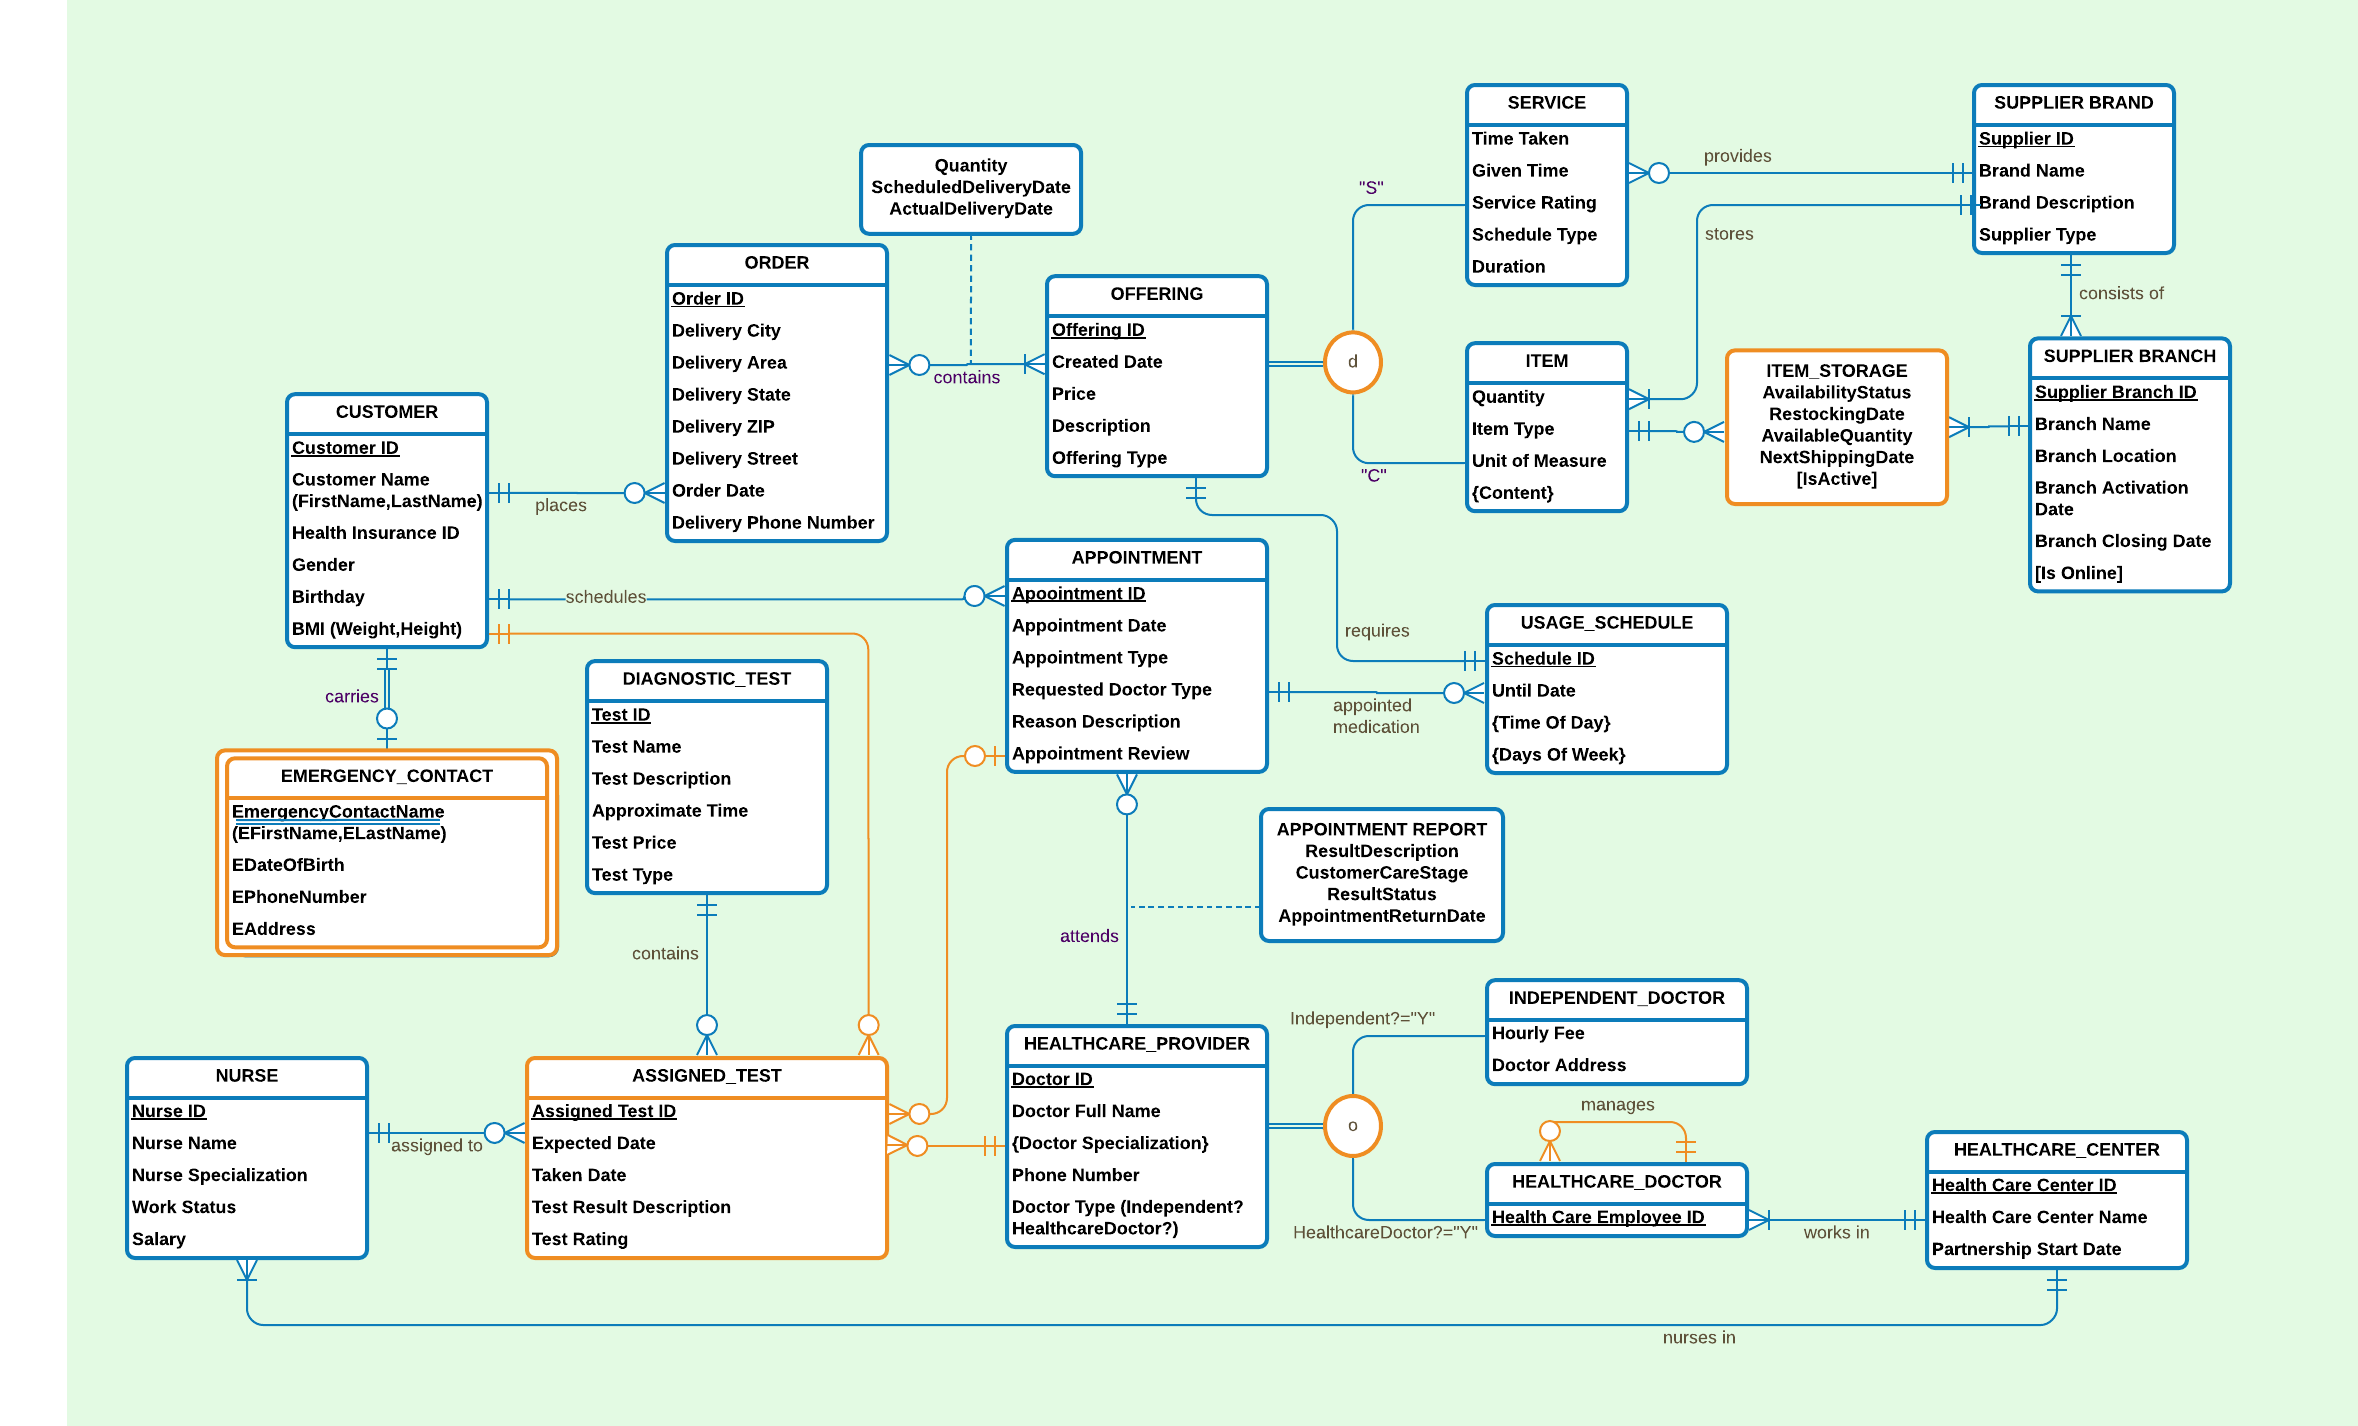 SERVICE
Time Taken
Given Time
Service Rating
Schedule Type
Duration
SUPPLIER BRAND
Supplier ID
Brand Name
Brand Description
Supplier Type
provides
stores
consists of
"S"
Quantity
ScheduledDeliveryDate
ActualDeliveryDate
ORDER
Order ID
Delivery City
Delivery Area
Delivery State
Delivery ZIP
Delivery Street
Order Date
Delivery Phone Number
contains
OFFERING
Offering ID
Created Date
Price
Description
Offering Type
d
"C"
ITEM
Quantity
Item Type
Unit of Measure
{Content}
ITEM_STORAGE
AvailabilityStatus
RestockingDate
AvailableQuantity
NextShippingDate
[IsActive]
SUPPLIER BRANCH
Supplier Branch ID
Branch Name
Branch Location
Branch Activation
Date
Branch Closing Date
[Is Online]
CUSTOMER
Customer ID
Customer Name
(FirstName,LastName)
Health Insurance ID
Gender
Birthday
BMI (Weight,Height)
places
schedules
carries
APPOINTMENT
Apoointment ID
Appointment Date
Appointment Type
Requested Doctor Type
Reason Description
Appointment Review
requires
appointed
medication
USAGE_SCHEDULE
Schedule ID
Until Date
{Time Of Day}
{Days Of Week}
DIAGNOSTIC_TEST
Test ID
Test Name
Test Description
Approximate Time
Test Price
Test Type
EMERGENCY_CONTACT
EmergencyContactName
(EFirstName,ELastName)
EDateOfBirth
EPhoneNumber
EAddress
contains
APPOINTMENT REPORT
ResultDescription
CustomerCareStage
ResultStatus
AppointmentReturnDate
attends
NURSE
Nurse ID
Nurse Name
Nurse Specialization
Work Status
Salary
assigned to
ASSIGNED_TEST
Assigned Test ID
Expected Date
Taken Date
Test Result Description
Test Rating
HEALTHCARE_PROVIDER
Doctor ID
Doctor Full Name
{Doctor Specialization}
Phone Number
Doctor Type (Independent?
HealthcareDoctor?)
Independent?="Y"
o
HealthcareDoctor?="Y"
INDEPENDENT_DOCTOR
Hourly Fee
Doctor Address
manages
HEALTHCARE_DOCTOR
Health Care Employee ID
works in
HEALTHCARE_CENTER
Health Care Center ID
Health Care Center Name
Partnership Start Date
nurses in